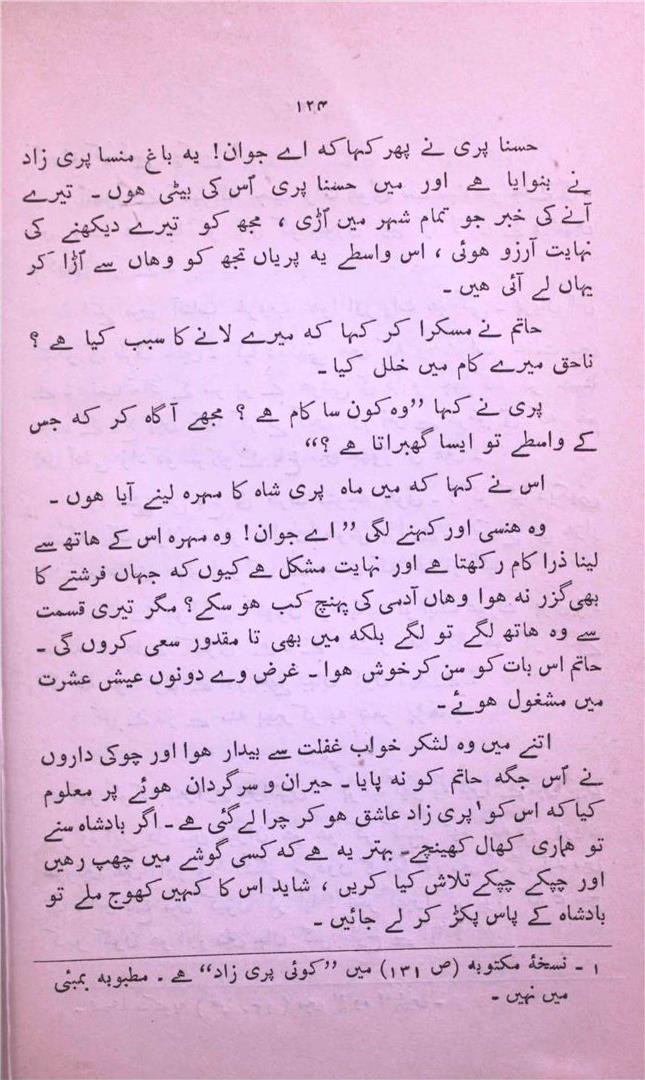 ۱۲۴
حسنا پری نے پھر کہا کہ اے جوان! یہ باغ منسا پری زاد
نے بنوایا ہے اور میں حسنا پری اُس کی بیٹی ہوں ـ تیرے
آنے کی خبر جو تمام شہر میں اُڑی ، مجھ کو تیرے دیکھنے کی
نہایت آرزو ہوئی ، اس واسطے یہ پریاں تجھ کو وہاں سے اُڑا کر
یہاں لے آئی ہیں ـ
حاتم نے مسکرا کر کہا کہ میرے لانے کا سبب کیا ہے ؟
ناحق میرے کام میں خلل کیا ـ
پری نے کہا ”وہ کون سا کام ہے ؟ مجھے آگاہ کر کہ جس
کے واسطے تو ایسا گھبراتا ہے ؟“
اس نے کہا کہ میں ماہ پری شاہ کا مہرہ لینے آیا ہوں ـ
وہ ہنسی اور کہنے لگی ”اے جوان! وہ مہرہ اس کے ہاتھ سے
لینا ذرا کام رکھتا ہے اور نہایت مشکل ہے کیوں کہ جہاں فرشتے کا
بھی گزر نہ ہوا وہاں آدمی کی پہنچ کب ہو سکے؟ مگر تیری قسمت
سے وہ ہاتھ لگے تو لگے بلکہ میں بھی تا مقدور سعی کروں گی ـ
حاتم اس بات کو سن کر خوش ہوا ـ غرض وے دونوں عیش عشرت
میں مشغول ہوئے ـ
اتنے میں وہ لشکر خواب غفلت سے بیدار ہوا اور چوکی داروں
نے اُس جگہ حاتم کو نہ پایا ـ حیران و سرگردان ہوئے پر معلوم
کیا کہ اس کو ۱ پری زاد عاشق ہو کر چرا لے گئی ہے ـ اگر بادشاہ سنے
تو ہماری کھال کھینچے ـ بہتر یہ ہے کہ کسی گوشے میں چھپ رہیں
اور چپکے چپکے تلاش کیا کریں ، شاید اس کا کہیں کھوج ملے تو
بادشاہ کے پاس پکڑ کر لے جائیں ـ
۱ ـ نسخۂ مکتوبہ (ص ۱۳۱) میں ”کوئی پری زاد“ ہے ـ مطبوبہ بمبئی
میں نہیں ـ